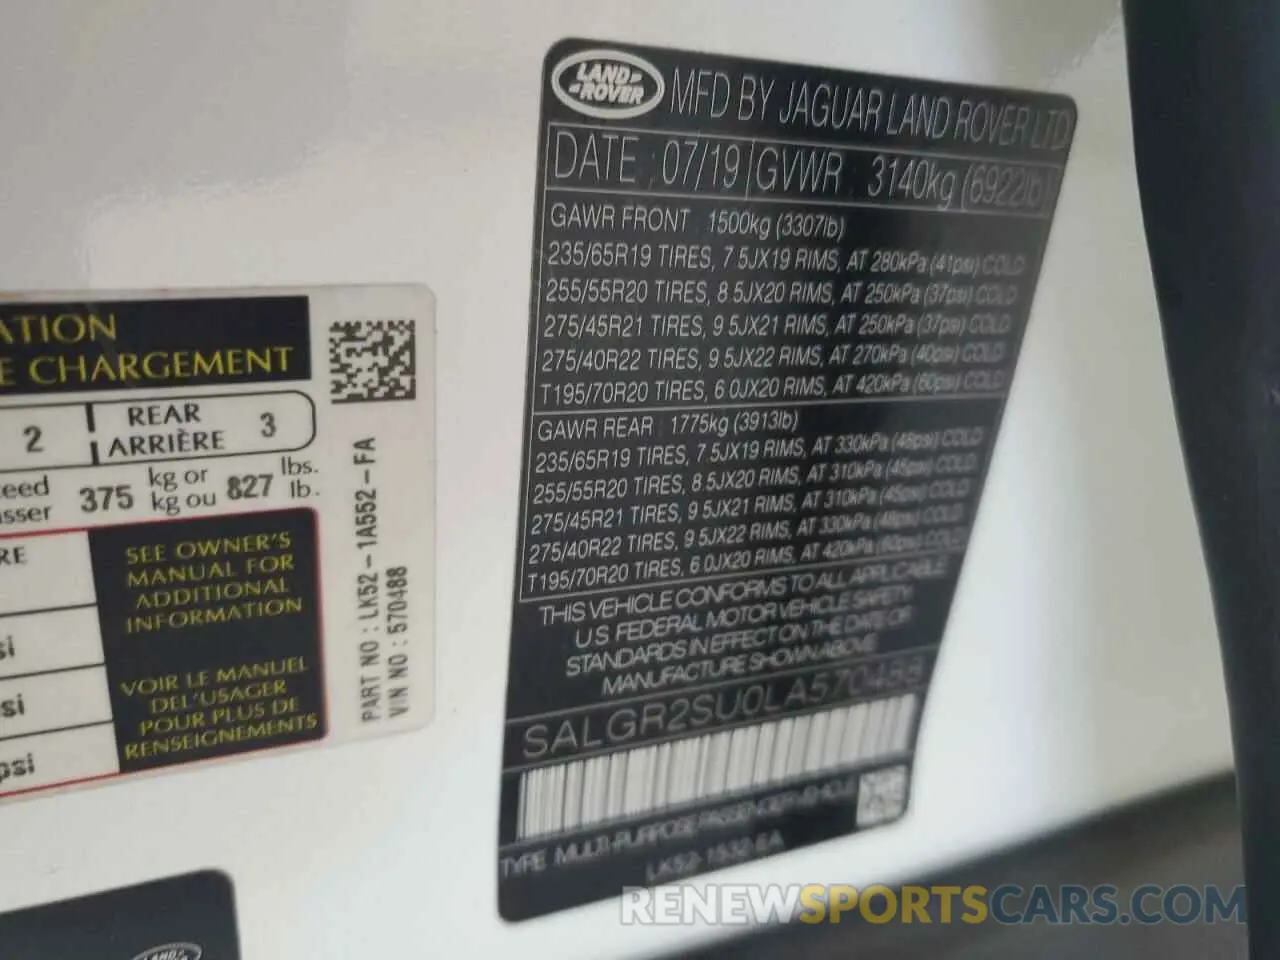 ATION
E CHARGEMENT
2 REAR 3
ARRIÈRE
eed 375 kg or 827 lbs.
sser kg ou lb.
RE
SEE OWNER'S
MANUAL FOR
ADDITIONAL
INFORMATION
si
VOIR LE MANUEL
DEL'USAGER
POUR PLUS DE
RENSEIGNEMENTS
si
psi
PART NO : LK52-1A552-FA
VIN NO : 570488
LAND ROVER
MFD BY JAGUAR LAND ROVER LTD
DATE 07/19 GVWR 3140kg (6922lb)
GAWR FRONT 1500kg (3307lb)
235/65R19 TIRES, 7.5JX19 RIMS, AT 280kPa (41psi) COLD
255/55R20 TIRES, 8.5JX20 RIMS, AT 250kPa (37psi) COLD
275/45R21 TIRES, 9.5JX21 RIMS, AT 250kPa (37psi) COLD
275/40R22 TIRES, 9.5JX22 RIMS, AT 270kPa (40psi) COLD
T195/70R20 TIRES, 6.0JX20 RIMS, AT 420kPa (60psi) COLD
GAWR REAR 1775kg (3913lb)
235/65R19 TIRES, 7.5JX19 RIMS, AT 330kPa (48psi) COLD
255/55R20 TIRES, 8.5JX20 RIMS, AT 310kPa (45psi) COLD
275/45R21 TIRES, 9.5JX21 RIMS, AT 310kPa (45psi) COLD
275/40R22 TIRES, 9.5JX22 RIMS, AT 330kPa (48psi) COLD
T195/70R20 TIRES, 6.0JX20 RIMS, AT 420kPa (60psi) COLD
THIS VEHICLE CONFORMS TO ALL APPLICABLE
U.S. FEDERAL MOTOR VEHICLE SAFETY
STANDARDS IN EFFECT ON THE DATE OF
MANUFACTURE SHOWN ABOVE
SALGR2SU0LA570488
TYPE MULTI-PURPOSE PASSENGER VEHICLE
LK52-1532-EA
LAND ROVER
RENEWSPORTSCARS.COM